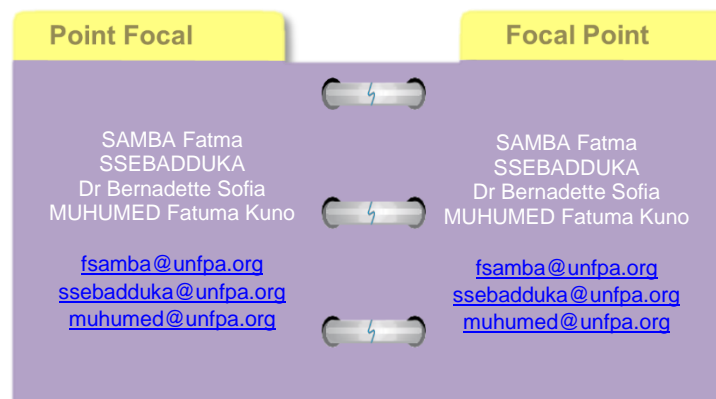 Point Focal
SAMBA Fatma
SSEBADDUKA
Dr Bernadette Sofia
MUHUMED Fatuma Kuno
fsamba@unfpa.org
ssebadduka@unfpa.org
muhumed@unfpa.org
Focal Point
SAMBA Fatma
SSEBADDUKA
Dr Bernadette Sofia
MUHUMED Fatuma Kuno
fsamba@unfpa.org
ssebadduka@unfpa.org
muhumed@unfpa.org